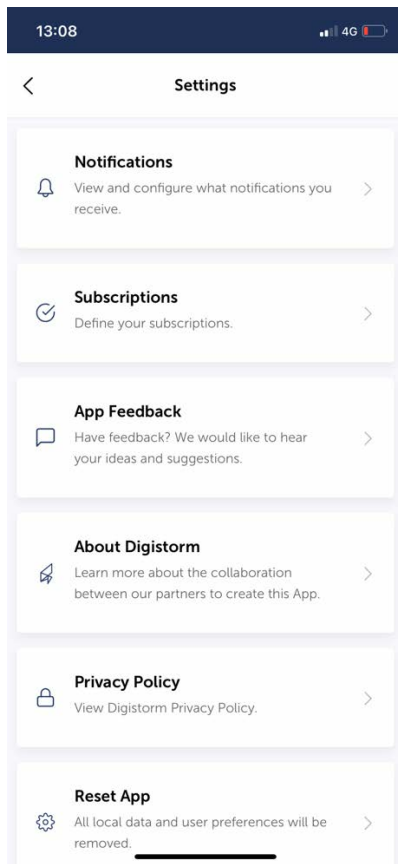 13:08
4G
Settings
Notifications
View and configure what notifications you
receive.
Subscriptions
Define your subscriptions.
App Feedback
Have feedback? We would like to hear
your ideas and suggestions.
About Digistorm
Learn more about the collaboration
between our partners to create this App.
Privacy Policy
View Digistorm Privacy Policy.
Reset App
All local data and user preferences will be
removed.